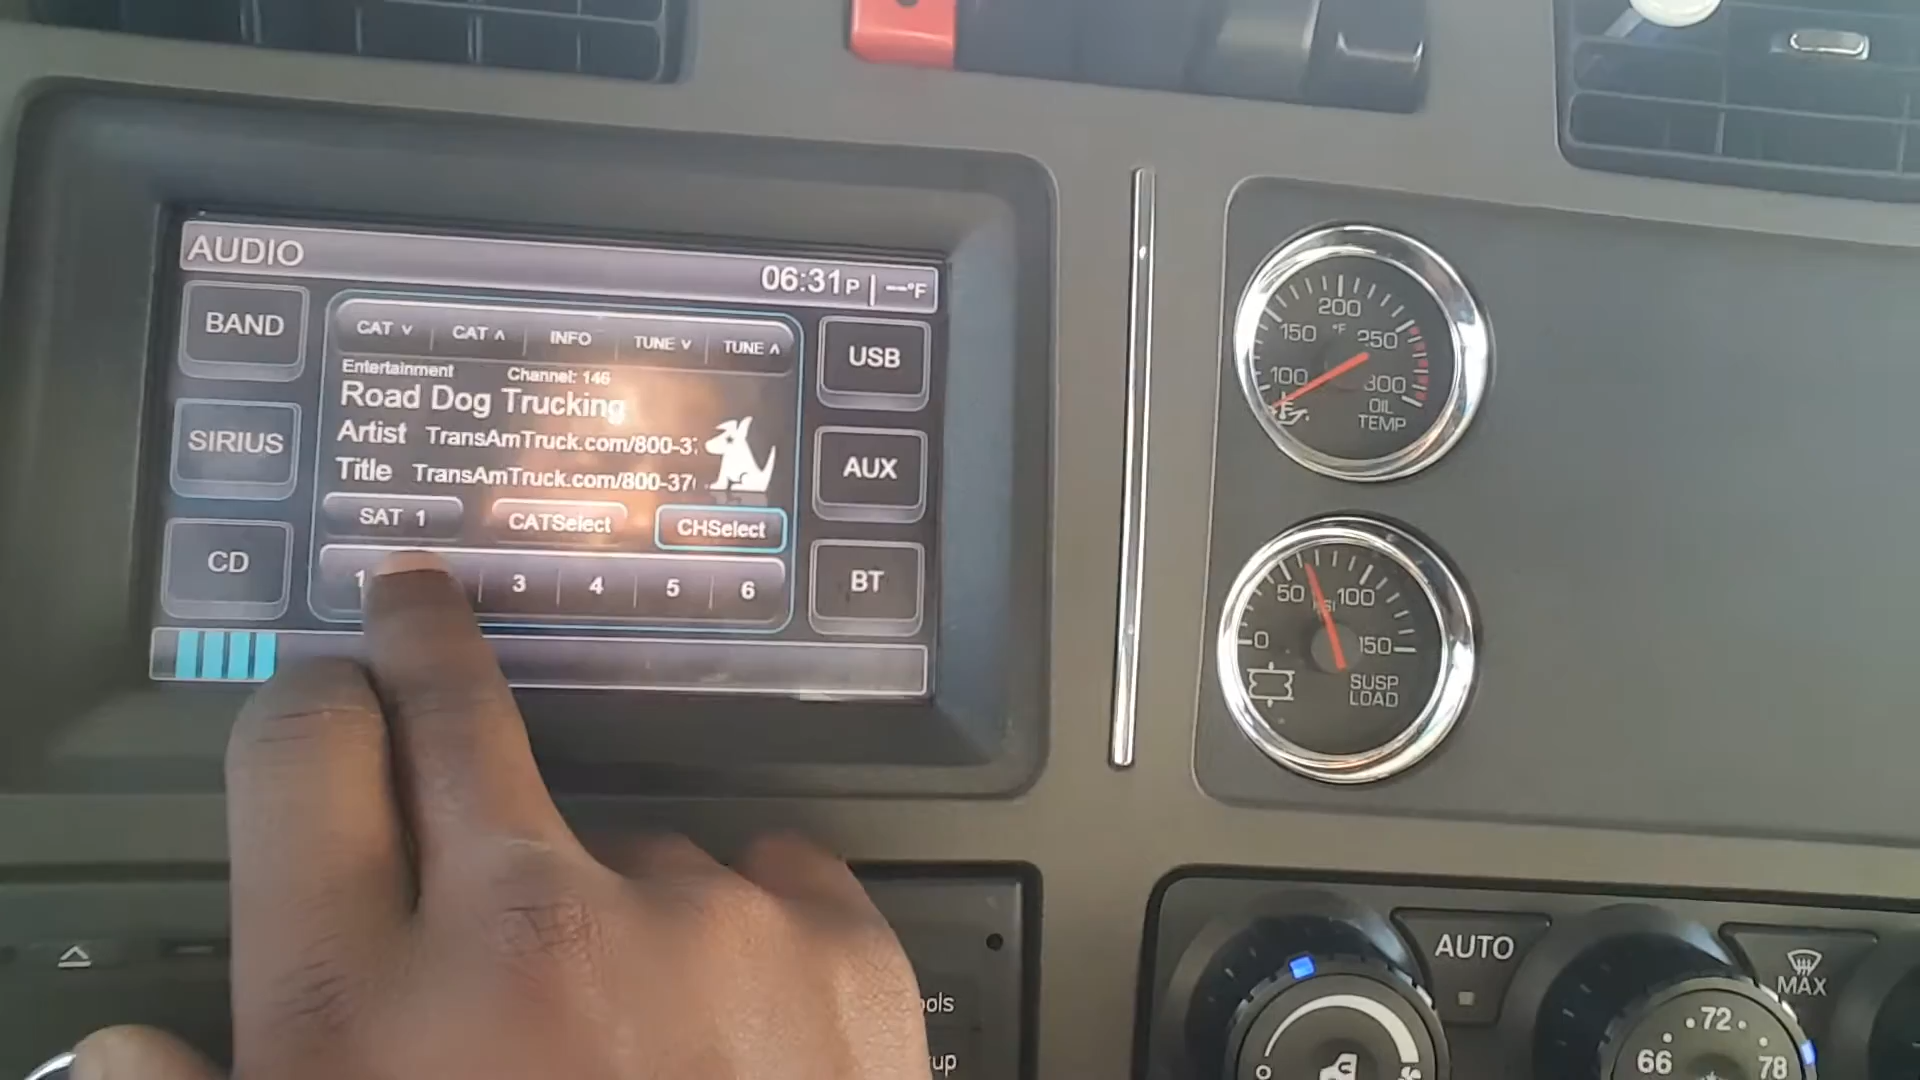 AUDIO
06:31P | --°F
BAND
SIRIUS
CD
CAT ∨ CAT ∧ INFO TUNE ∨ TUNE ∧
Entertainment Channel: 146
Road Dog Trucking
Artist TransAmTruck.com/800-3
Title TransAmTruck.com/800-37
SAT 1 CATSelect CHSelect
1 3 4 5 6
USB
AUX
BT
200
150 °F 250
100 300
OIL
TEMP
50 PSI 100
0 150
SUSP
LOAD
AUTO
MAX
72
66 78
O
ols
up